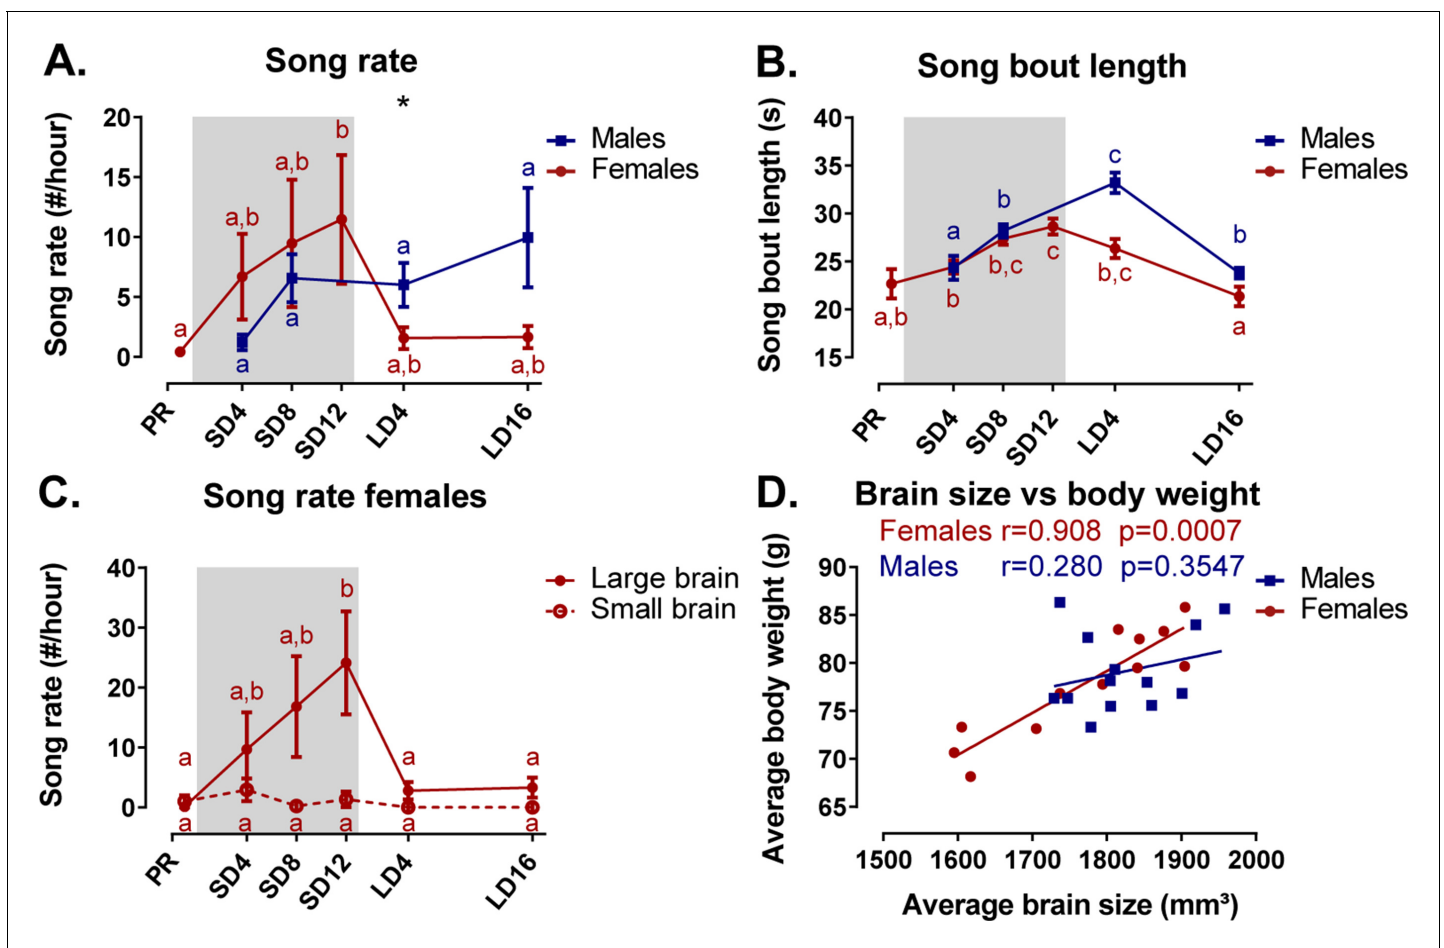 A. Song rate
*
Song rate (#/hour)
20
15
10
5
0
Males
Females
a
a,b
a,b
b
a
a
a
a
a,b
a,b
PR
SD4
SD8
SD12
LD4
LD16
B. Song bout length
Song bout length (s)
40
35
30
25
20
15
Males
Females
a
b
c
b
a,b
b
b,c
c
b,c
a
PR
SD4
SD8
SD12
LD4
LD16
C. Song rate females
Song rate (#/hour)
40
30
20
10
0
Large brain
Small brain
a
a,b
a,b
b
a
a
a
a
a
a
a
a
PR
SD4
SD8
SD12
LD4
LD16
D. Brain size vs body weight
Females r=0.908 p=0.0007
Males r=0.280 p=0.3547
Average body weight (g)
90
85
80
75
70
65
Males
Females
1500 1600 1700 1800 1900 2000
Average brain size (mm³)